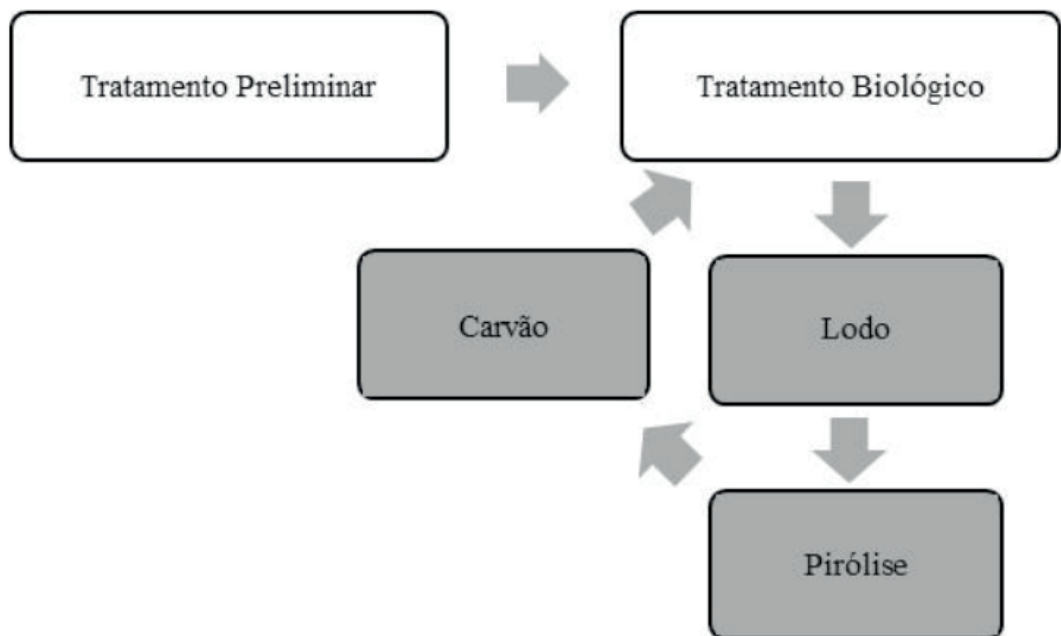 Tratamento Preliminar
Tratamento Biológico
Carvão
Lodo
Pirólise